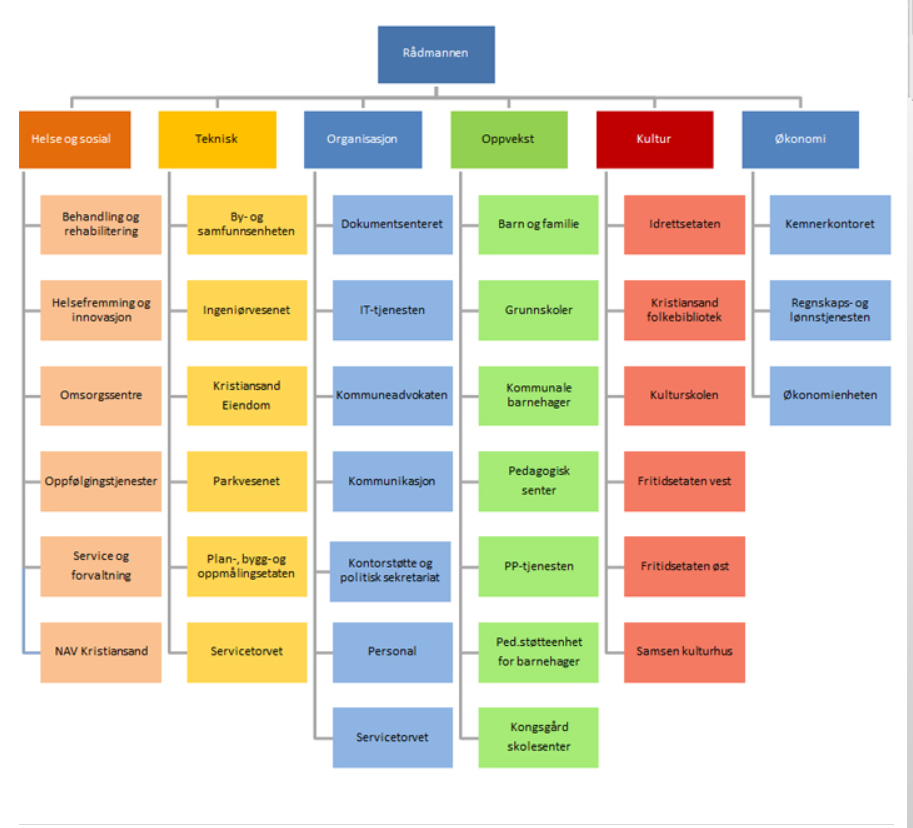 Rådmannen
Helse og sosial
Teknisk
Organisasjon
Oppvekst
Kultur
Økonomi
Behandling og
rehabilitering
Helsefremming og
innovasjon
Omsorgssentre
Oppfølgingstjenester
Service og
forvaltning
NAV Kristiansand
By- og
samfunnsenheten
Ingeniørvesenet
Kristiansand
Eiendom
Parkvesenet
Plan-, bygg- og
oppmålingsetaten
Servicetorvet
Dokumentsenteret
IT-tjenesten
Kommuneadvokaten
Kommunikasjon
Kontorstøtte og
politisk sekretariat
Personal
Servicetorvet
Barn og familie
Grunnskoler
Kommunale
barnehager
Pedagogisk
senter
PP-tjenesten
Ped.støtteenhet
for barnehager
Kongsgård
skolesenter
Idrettsetaten
Kristiansand
folkebibliotek
Kulturskolen
Fritidsetaten vest
Fritidsetaten øst
Samsen kulturhus
Kemnerkontoret
Regnskaps- og
lønnstjenesten
Økonomienheten